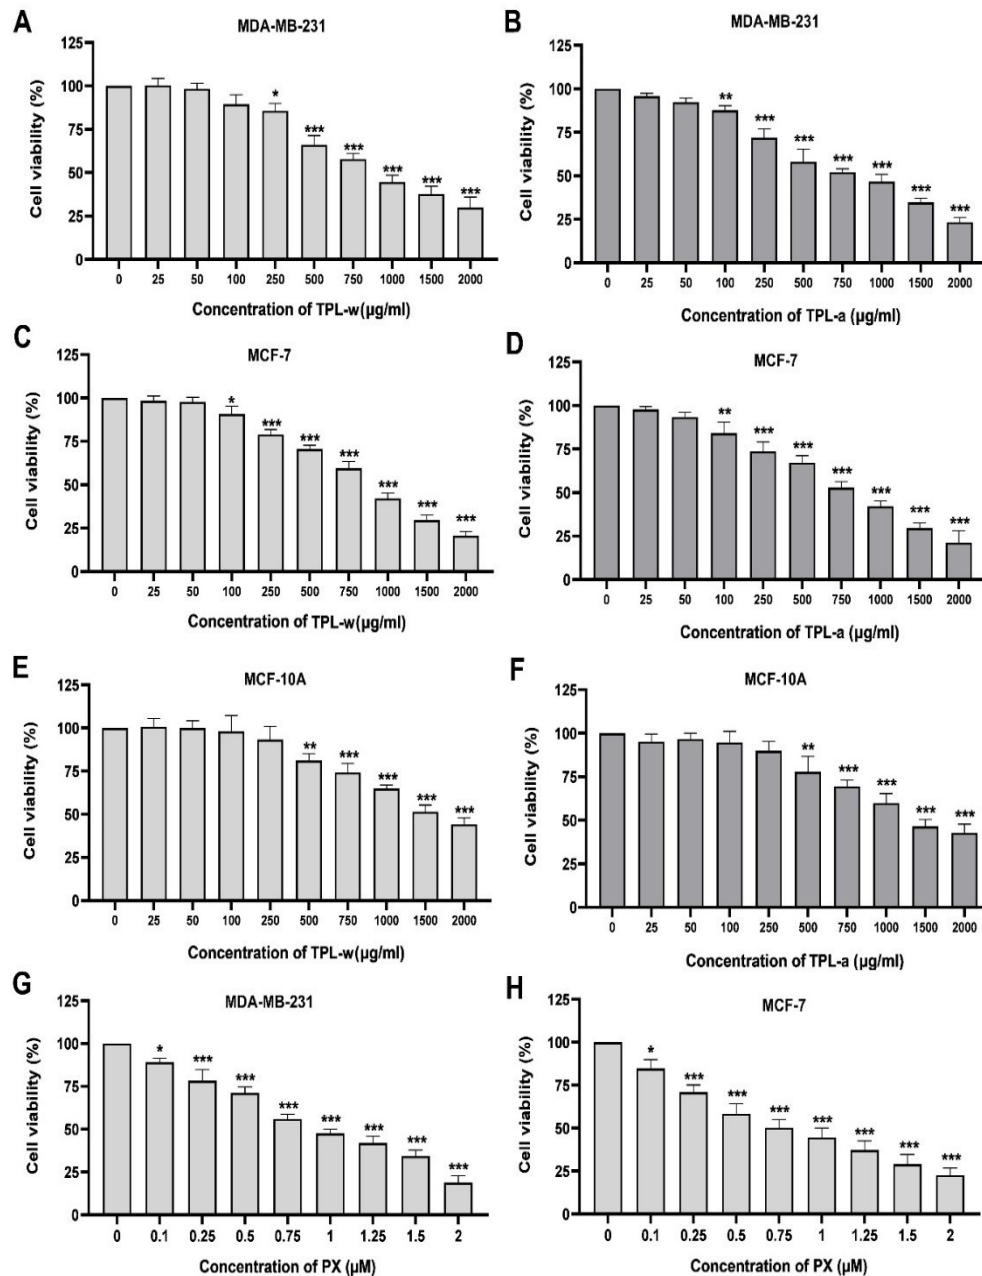 A
MDA-MB-231
Cell viability (%)
125
100
75
50
25
0
*
***
***
***
***
***
0 25 50 100 250 500 750 1000 1500 2000
Concentration of TPL-w(µg/ml)
B
MDA-MB-231
Cell viability (%)
125
100
75
50
25
0
**
***
***
***
***
***
***
0 25 50 100 250 500 750 1000 1500 2000
Concentration of TPL-a (µg/ml)
C
MCF-7
Cell viability (%)
125
100
75
50
25
0
*
***
***
***
***
***
***
0 25 50 100 250 500 750 1000 1500 2000
Concentration of TPL-w(µg/ml)
D
MCF-7
Cell viability (%)
125
100
75
50
25
0
**
***
***
***
***
***
***
0 25 50 100 250 500 750 1000 1500 2000
Concentration of TPL-a (µg/ml)
E
MCF-10A
Cell viability (%)
125
100
75
50
25
0
**
***
***
***
***
0 25 50 100 250 500 750 1000 1500 2000
Concentration of TPL-w(µg/ml)
F
MCF-10A
Cell viability (%)
125
100
75
50
25
0
**
***
***
***
***
0 25 50 100 250 500 750 1000 1500 2000
Concentration of TPL-a (µg/ml)
G
MDA-MB-231
Cell viability (%)
125
100
75
50
25
0
*
***
***
***
***
***
***
***
0 0.1 0.25 0.5 0.75 1 1.25 1.5 2
Concentration of PX (µM)
H
MCF-7
Cell viability (%)
125
100
75
50
25
0
*
***
***
***
***
***
***
***
0 0.1 0.25 0.5 0.75 1 1.25 1.5 2
Concentration of PX (µM)